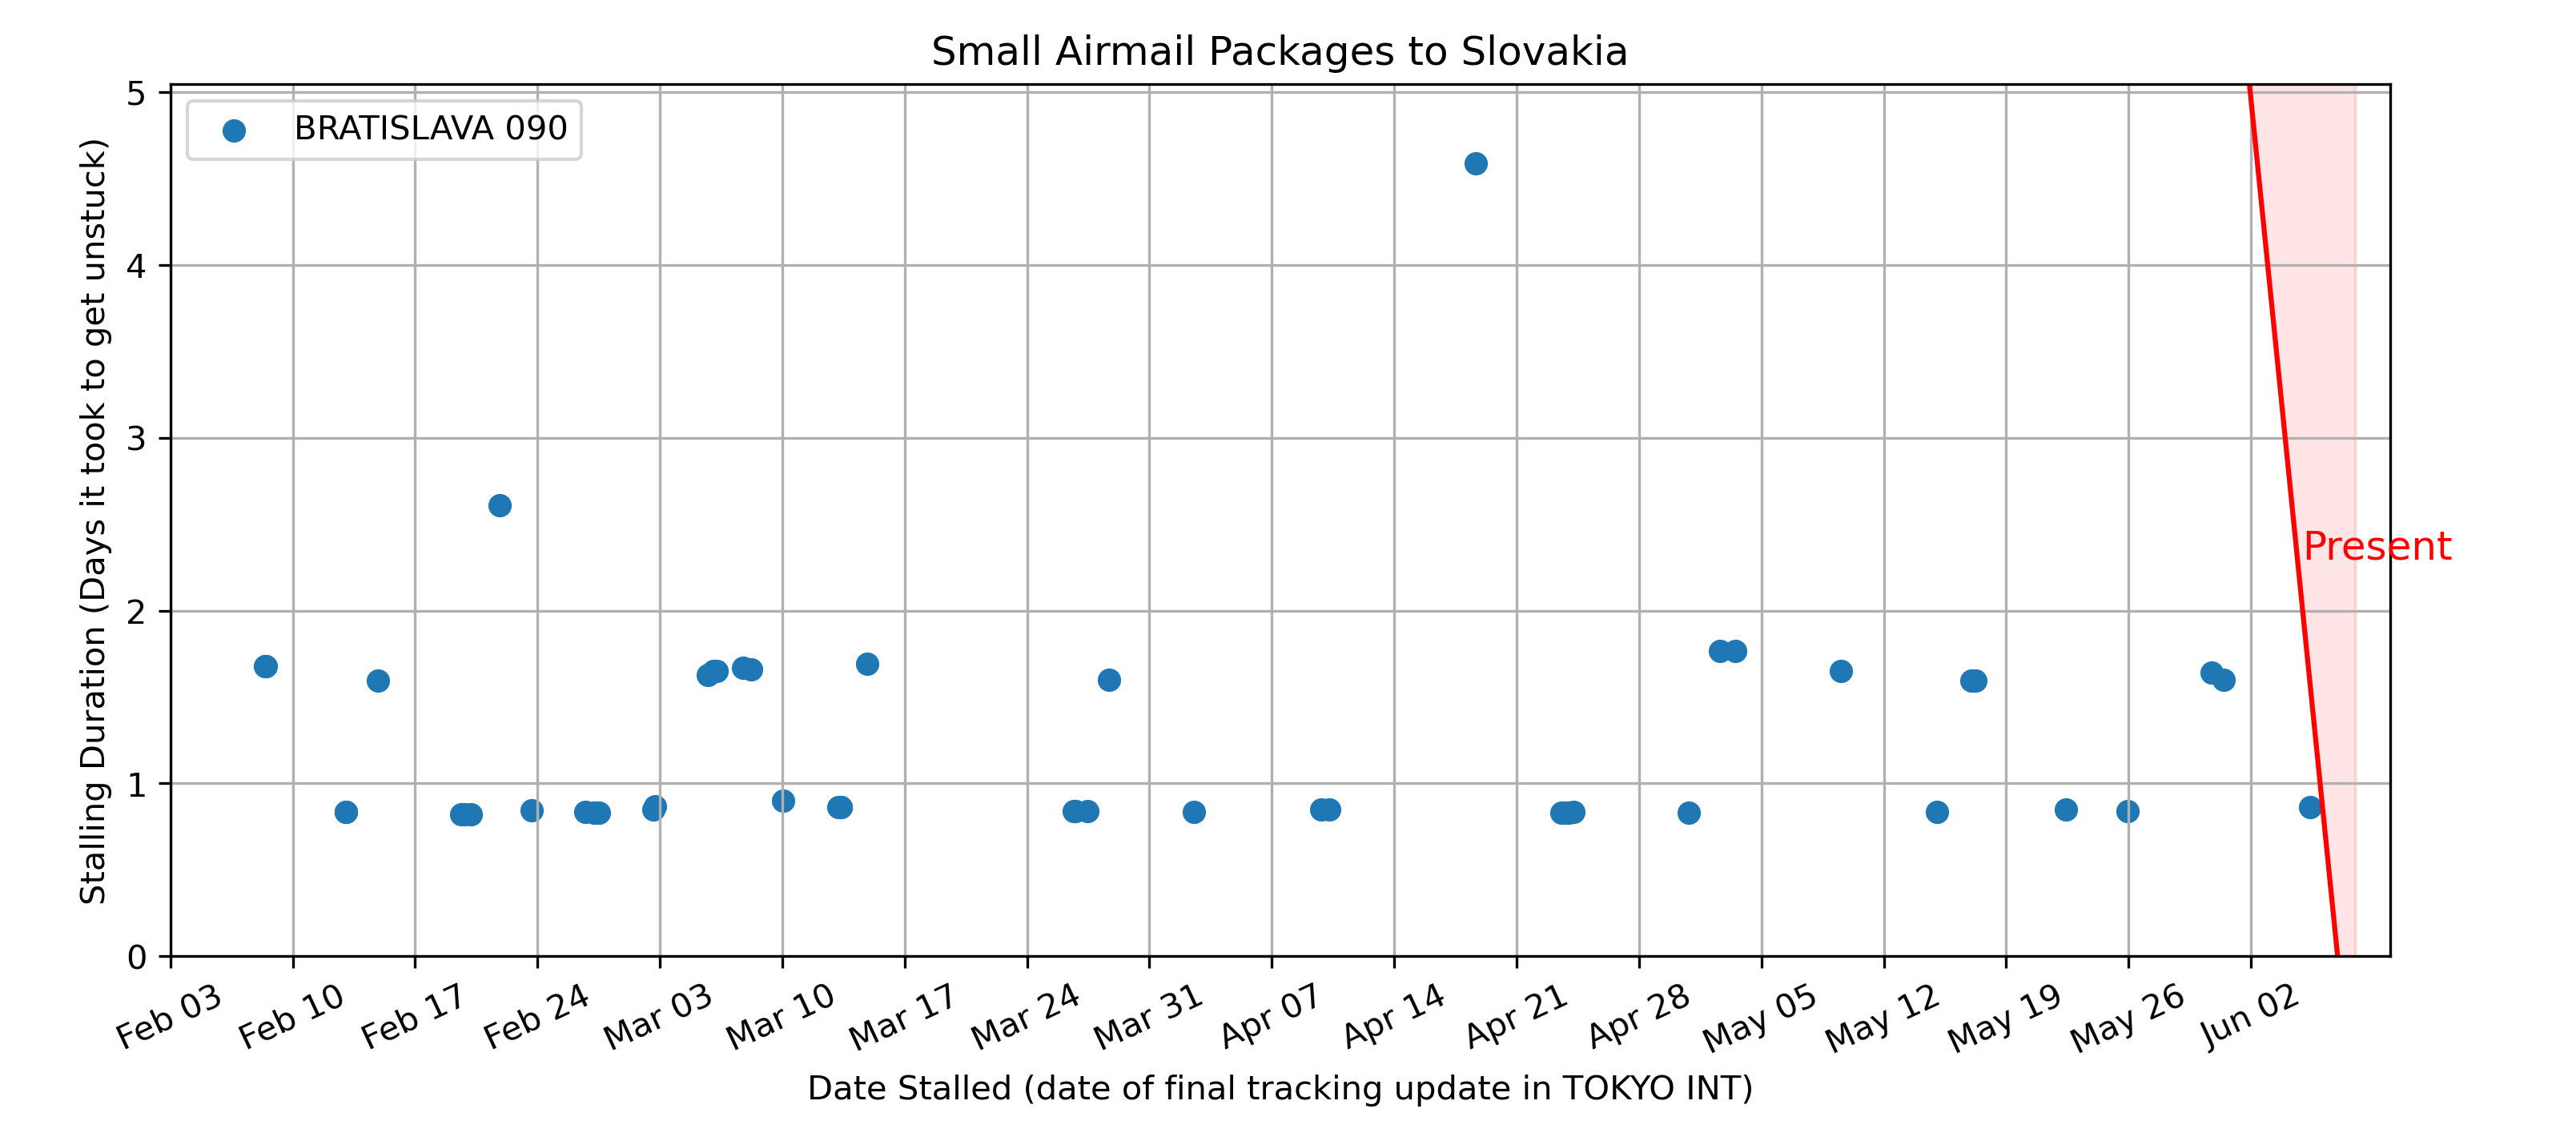 Small Airmail Packages to Slovakia
BRATISLAVA 090
Stalling Duration (Days it took to get unstuck)
5
4
3
2
1
0
Present
Feb 03
Feb 10
Feb 17
Feb 24
Mar 03
Mar 10
Mar 17
Mar 24
Mar 31
Apr 07
Apr 14
Apr 21
Apr 28
May 05
May 12
May 19
May 26
Jun 02
Date Stalled (date of final tracking update in TOKYO INT)